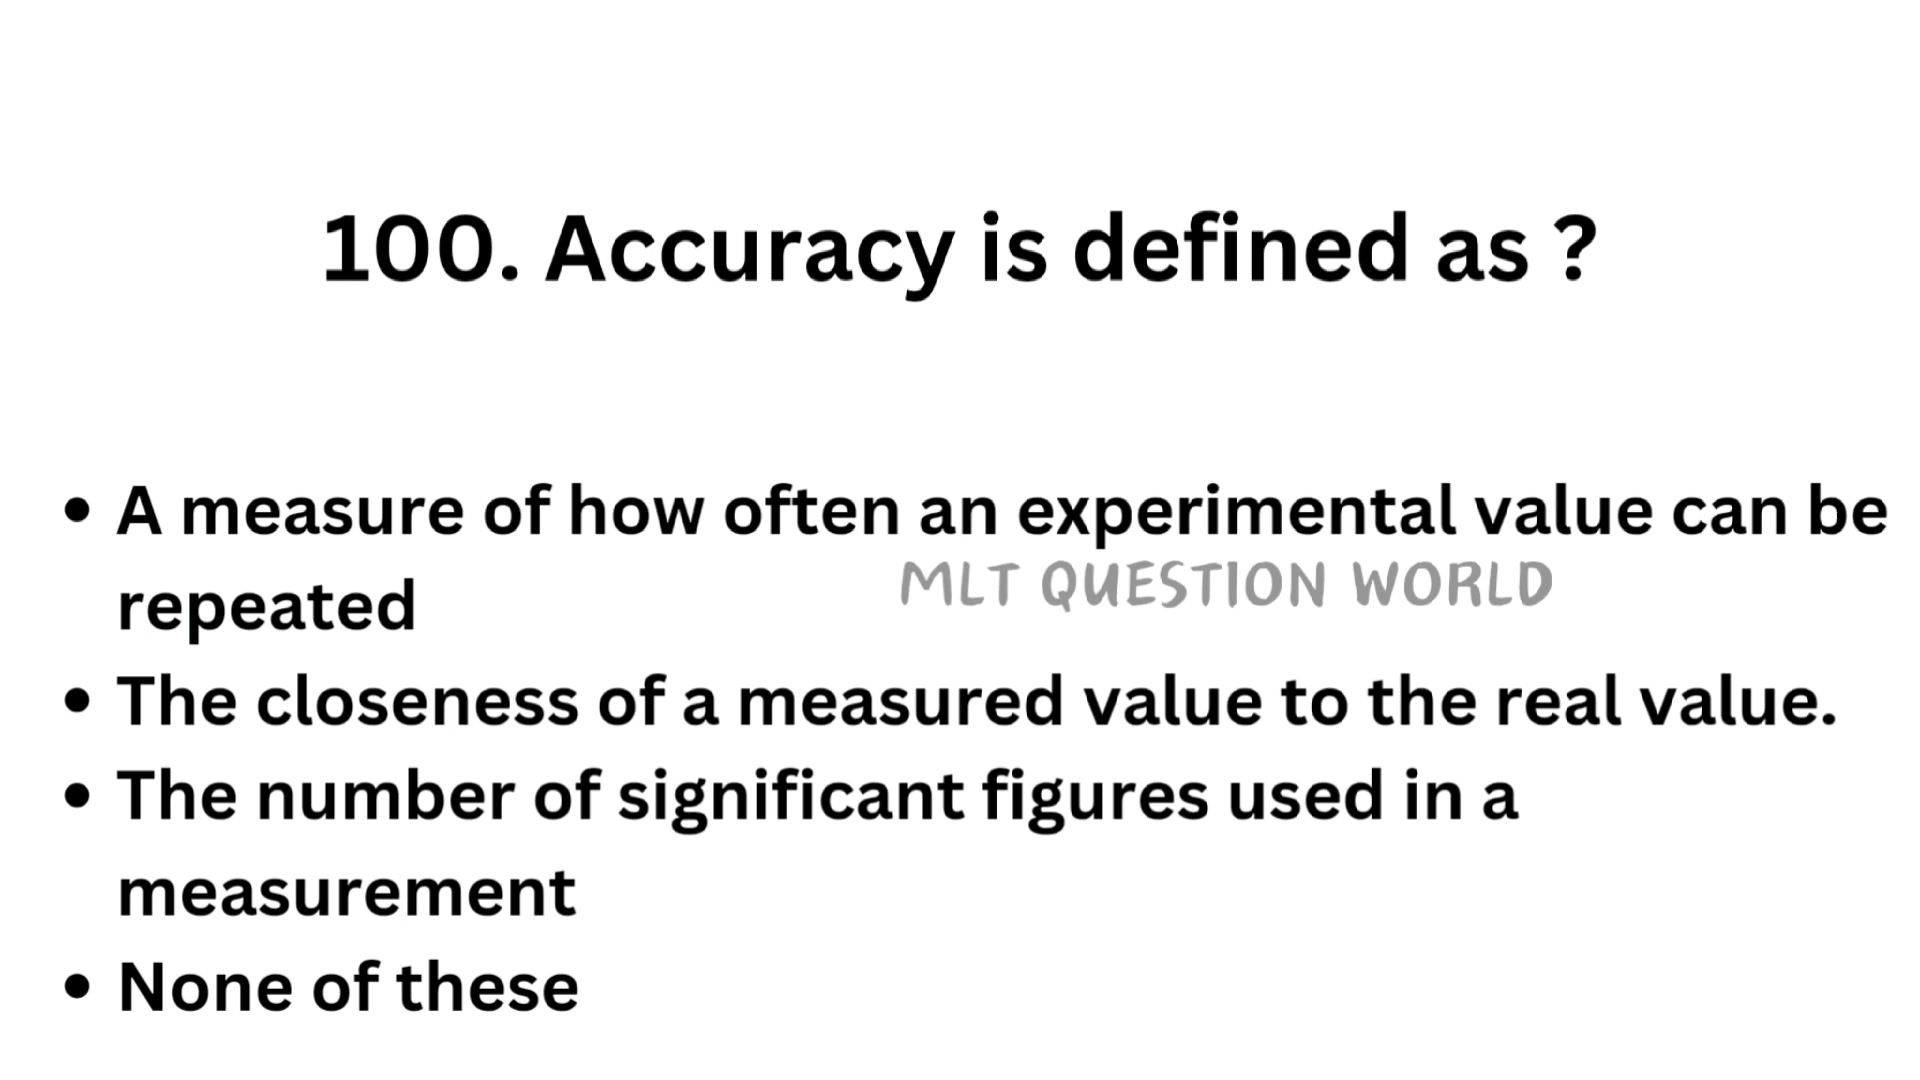 100. Accuracy is defined as ?
• A measure of how often an experimental value can be
MLT QUESTION WORLD
repeated
• The closeness of a measured value to the real value.
• The number of significant figures used in a
measurement
• None of these